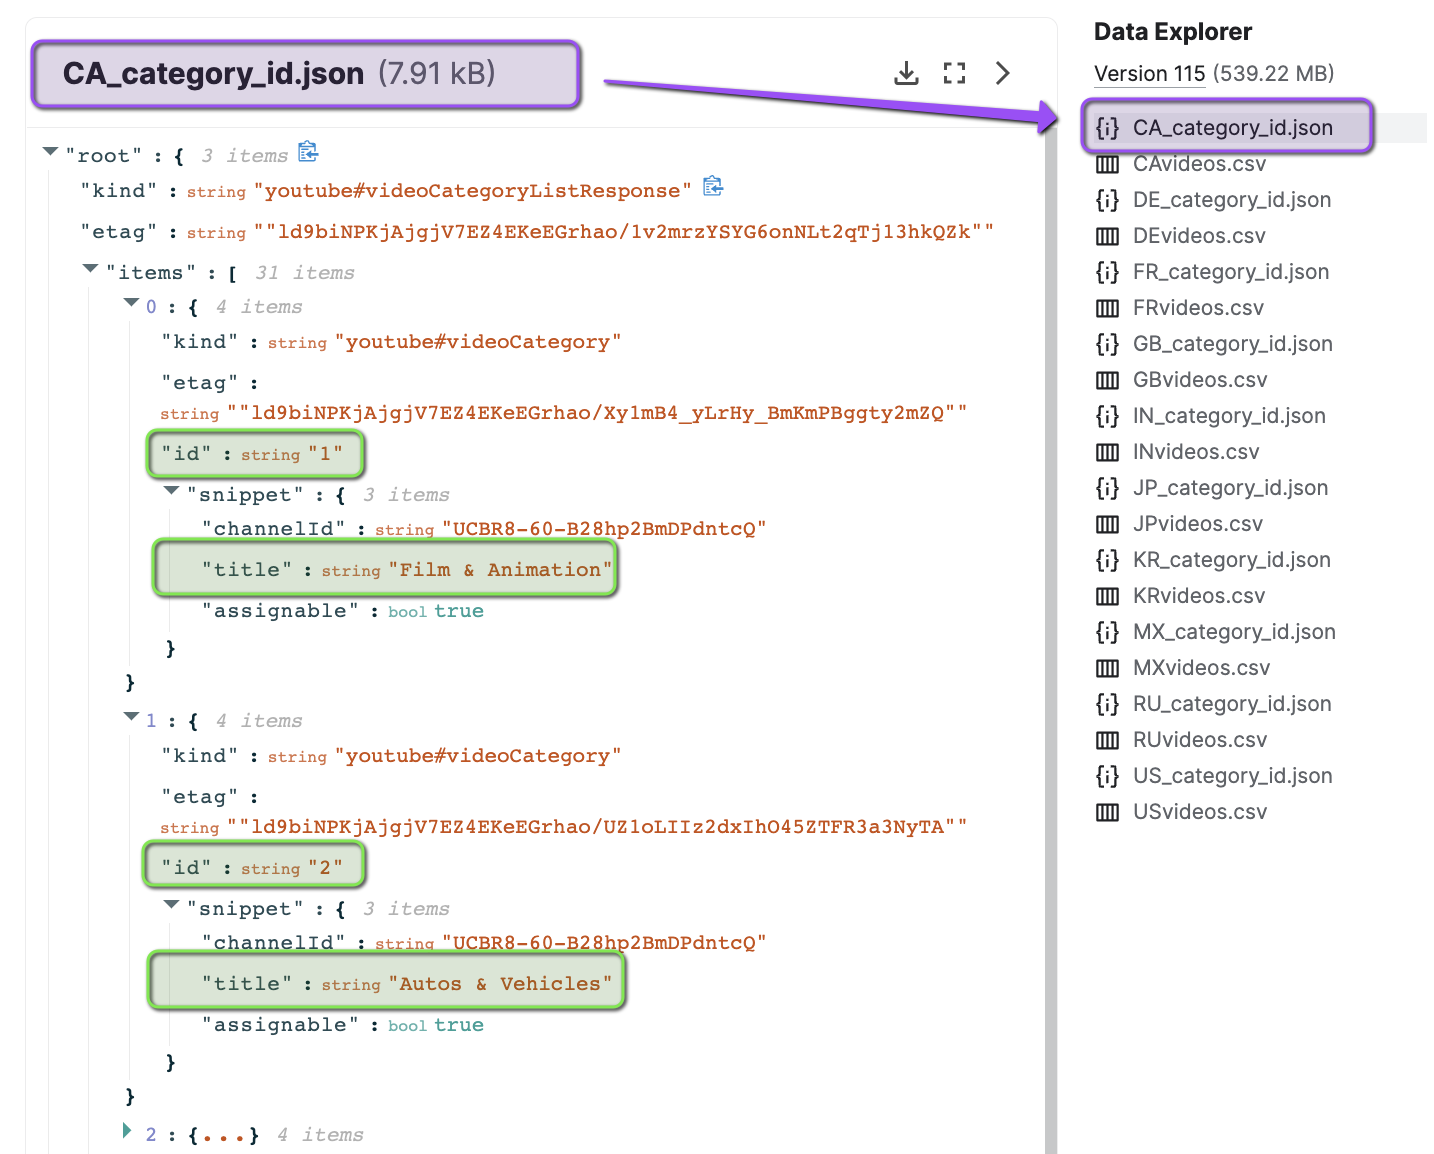 CA_category_id.json (7.91 kB)
"root" : { 3 items
"kind" : string "youtube#videoCategoryListResponse"
"etag" : string ""ld9biNPKjAjgjV7EZ4EKeEGrhao/1v2mrzYSYG6onNLt2qTj13hkQZk""
"items" : [ 31 items
0 : { 4 items
"kind" : string "youtube#videoCategory"
"etag" :
string ""ld9biNPKjAjgjV7EZ4EKeEGrhao/Xy1mB4_yLrHy_BmKmPBggty2mZQ""
"id" : string "1"
"snippet" : { 3 items
"channelId" : string "UCBR8-60-B28hp2BmDPdntcQ"
"title" : string "Film & Animation"
"assignable" : bool true
}
}
1 : { 4 items
"kind" : string "youtube#videoCategory"
"etag" :
string ""ld9biNPKjAjgjV7EZ4EKeEGrhao/UZ1oLIIz2dxIhO45ZTFR3a3NyTA""
"id" : string "2"
"snippet" : { 3 items
"channelId" : string "UCBR8-60-B28hp2BmDPdntcQ"
"title" : string "Autos & Vehicles"
"assignable" : bool true
}
}
2 : {...} 4 items
Data Explorer
Version 115 (539.22 MB)
{i} CA_category_id.json
CAvideos.csv
{i} DE_category_id.json
DEvideos.csv
{i} FR_category_id.json
FRvideos.csv
{i} GB_category_id.json
GBvideos.csv
{i} IN_category_id.json
INvideos.csv
{i} JP_category_id.json
JPvideos.csv
{i} KR_category_id.json
KRvideos.csv
{i} MX_category_id.json
MXvideos.csv
{i} RU_category_id.json
RUvideos.csv
{i} US_category_id.json
USvideos.csv